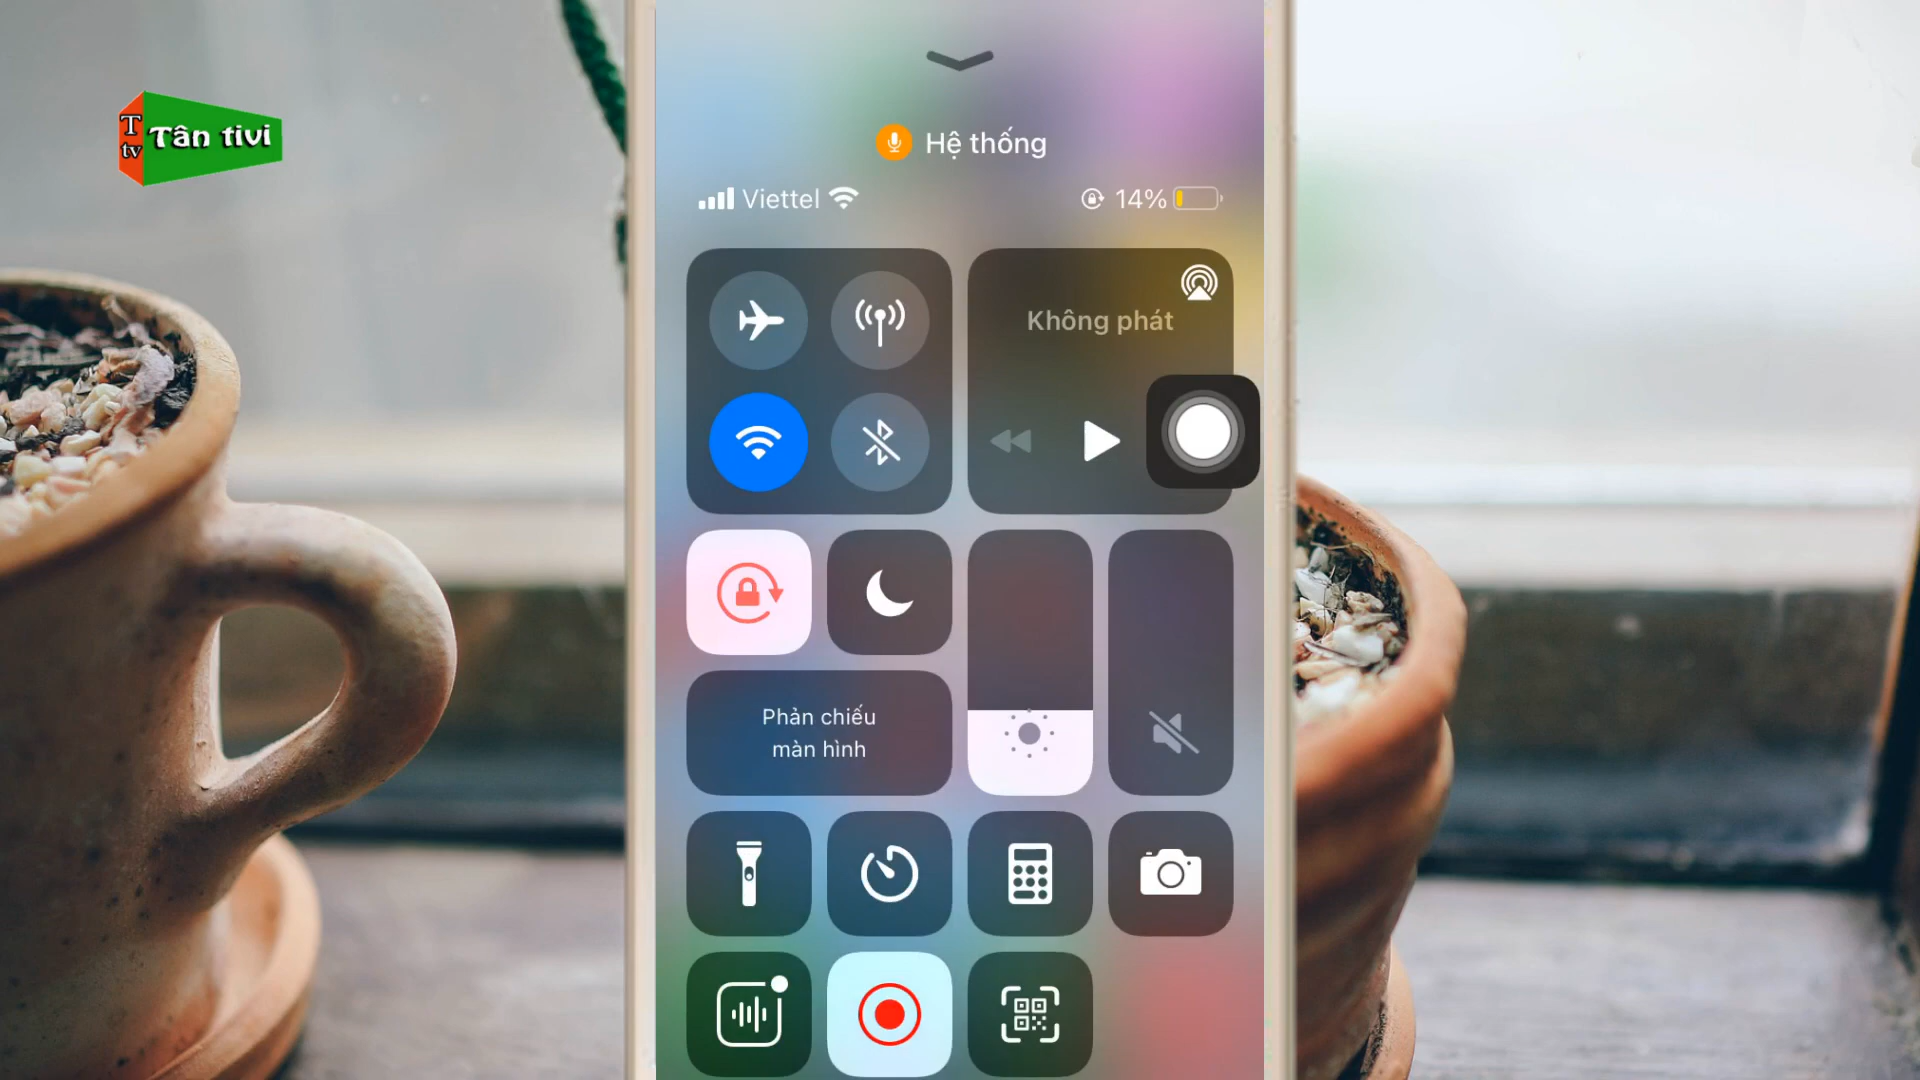 T
tv
Tân tivi
Hệ thống
Viettel
14%
Không phát
Phản chiếu
màn hình